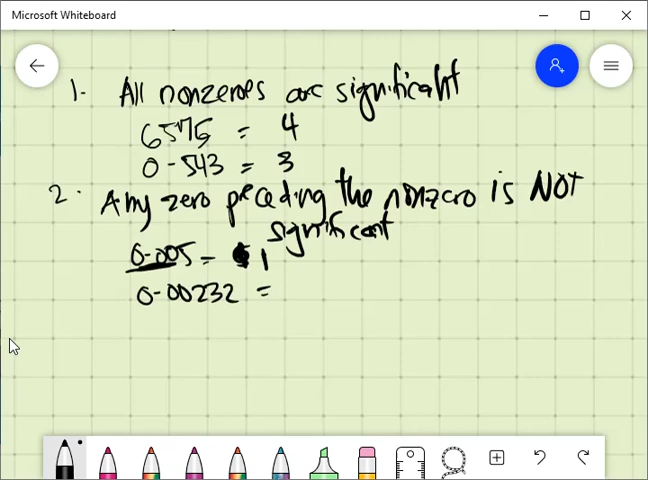 Microsoft Whiteboard
1. All nonzeroes are significant
6576 = 4
0.543 = 3
2. Any zero preceding the nonzero is NOT
significant
0.005 = 1
0.00232 =